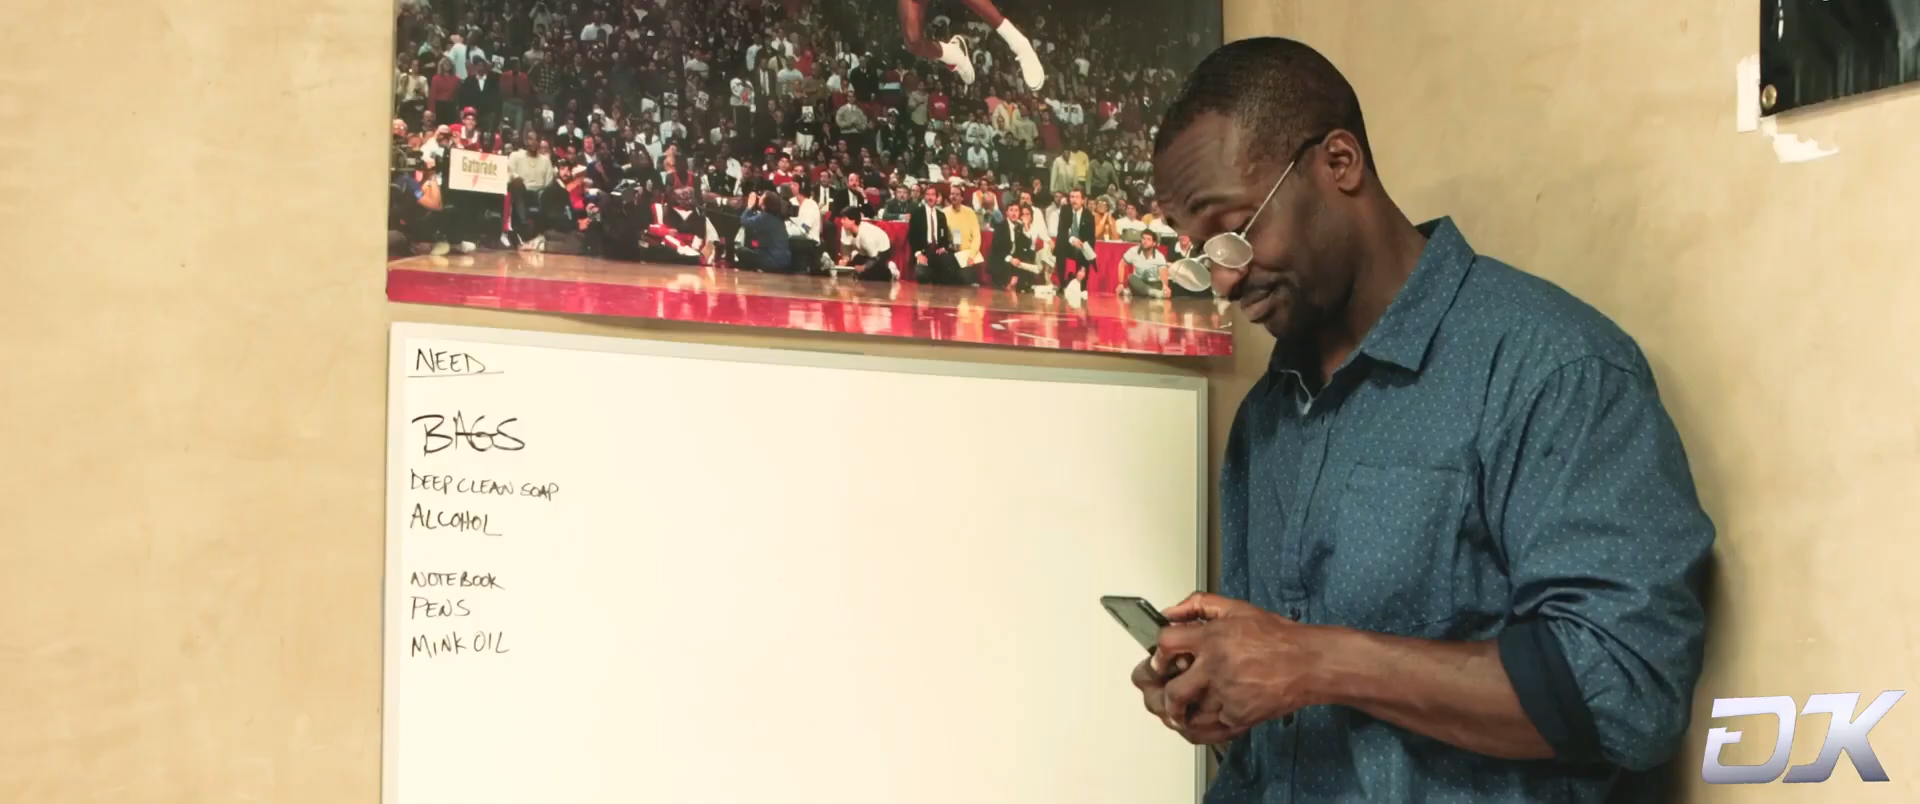 Gatorade
NEED
BAGS
DEEP CLEAN SOAP
ALCOHOL
NOTEBOOK
PENS
MINK OIL
DK